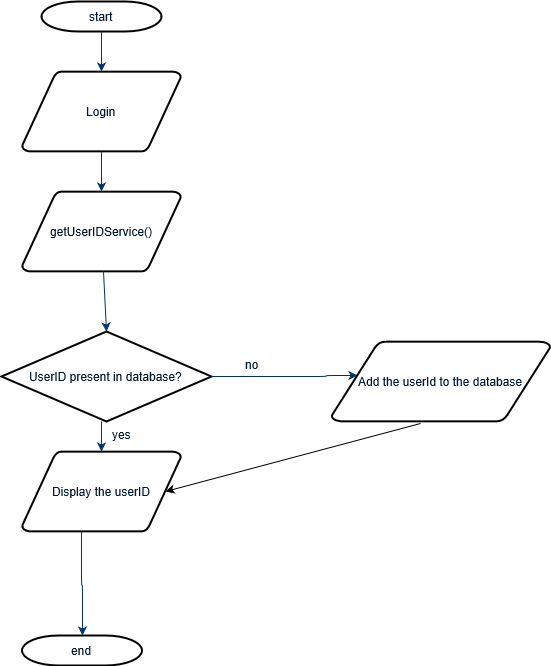 start
Login
getUserIDService()
UserID present in database?
no
Add the userId to the database
yes
Display the userID
end